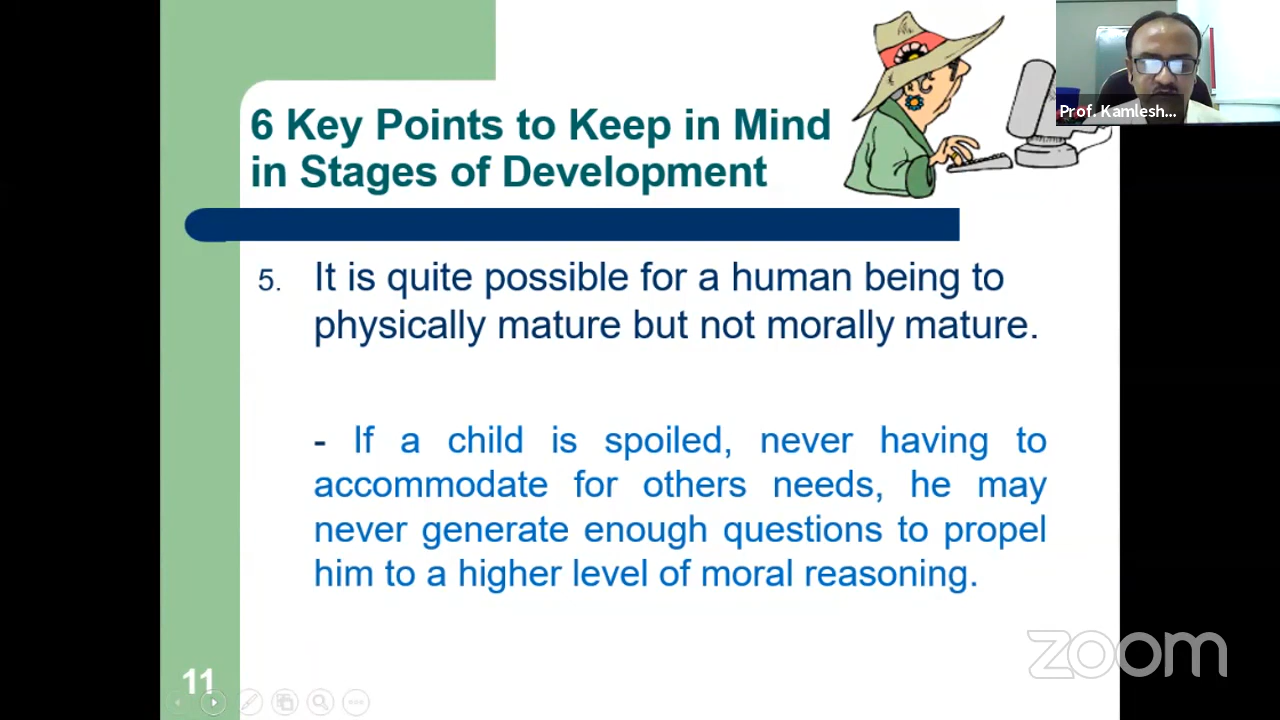 6 Key Points to Keep in Mind
in Stages of Development
Prof. Kamlesh...
5. It is quite possible for a human being to
physically mature but not morally mature.
- If a child is spoiled, never having to
accommodate for others needs, he may
never generate enough questions to propel
him to a higher level of moral reasoning.
zoom
11